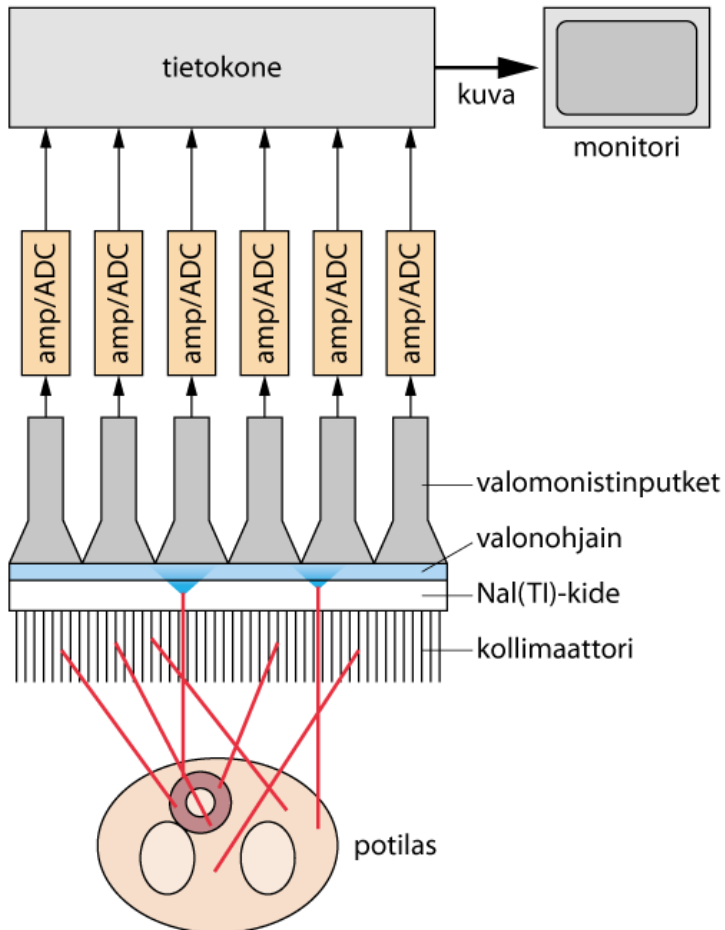 tietokone
kuva
monitori
amp/ADC
amp/ADC
amp/ADC
amp/ADC
amp/ADC
amp/ADC
valomonistinputket
valonohjain
NaI(TI)-kide
kollimaattori
potilas